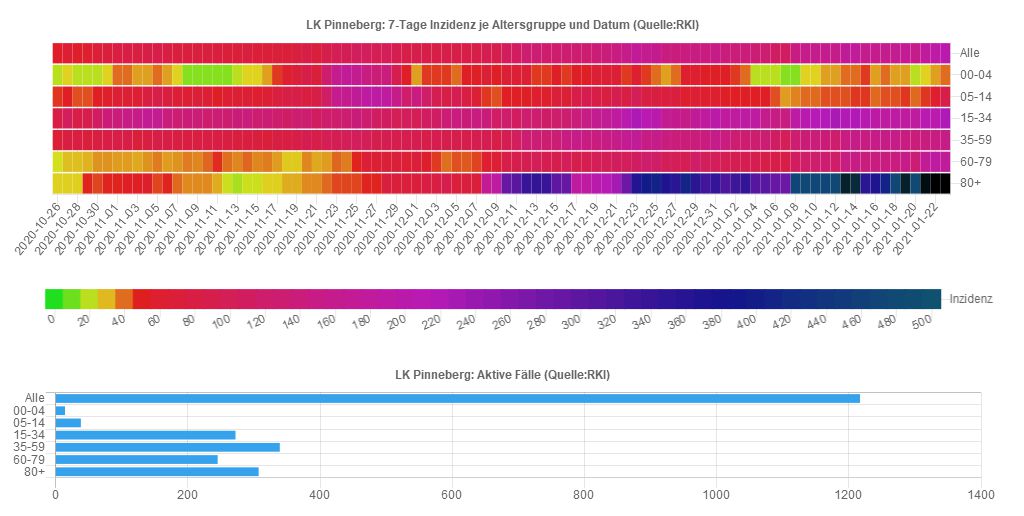 LK Pinneberg: 7-Tage Inzidenz je Altersgruppe und Datum (Quelle:RKI)
Alle
00-04
05-14
15-34
35-59
60-79
80+
2020-10-26 2020-10-28 2020-10-30 2020-11-01 2020-11-03 2020-11-05 2020-11-07 2020-11-09 2020-11-11 2020-11-13 2020-11-15 2020-11-17 2020-11-19 2020-11-21 2020-11-23 2020-11-25 2020-11-27 2020-11-29 2020-12-01 2020-12-03 2020-12-05 2020-12-07 2020-12-09 2020-12-11 2020-12-13 2020-12-15 2020-12-17 2020-12-19 2020-12-21 2020-12-23 2020-12-25 2020-12-27 2020-12-29 2020-12-31 2021-01-02 2021-01-04 2021-01-06 2021-01-08 2021-01-10 2021-01-12 2021-01-14 2021-01-16 2021-01-18 2021-01-20 2021-01-22
Inzidenz
0 20 40 60 80 100 120 140 160 180 200 220 240 260 280 300 320 340 360 380 400 420 440 460 480 500
LK Pinneberg: Aktive Fälle (Quelle:RKI)
Alle
00-04
05-14
15-34
35-59
60-79
80+
0 200 400 600 800 1000 1200 1400